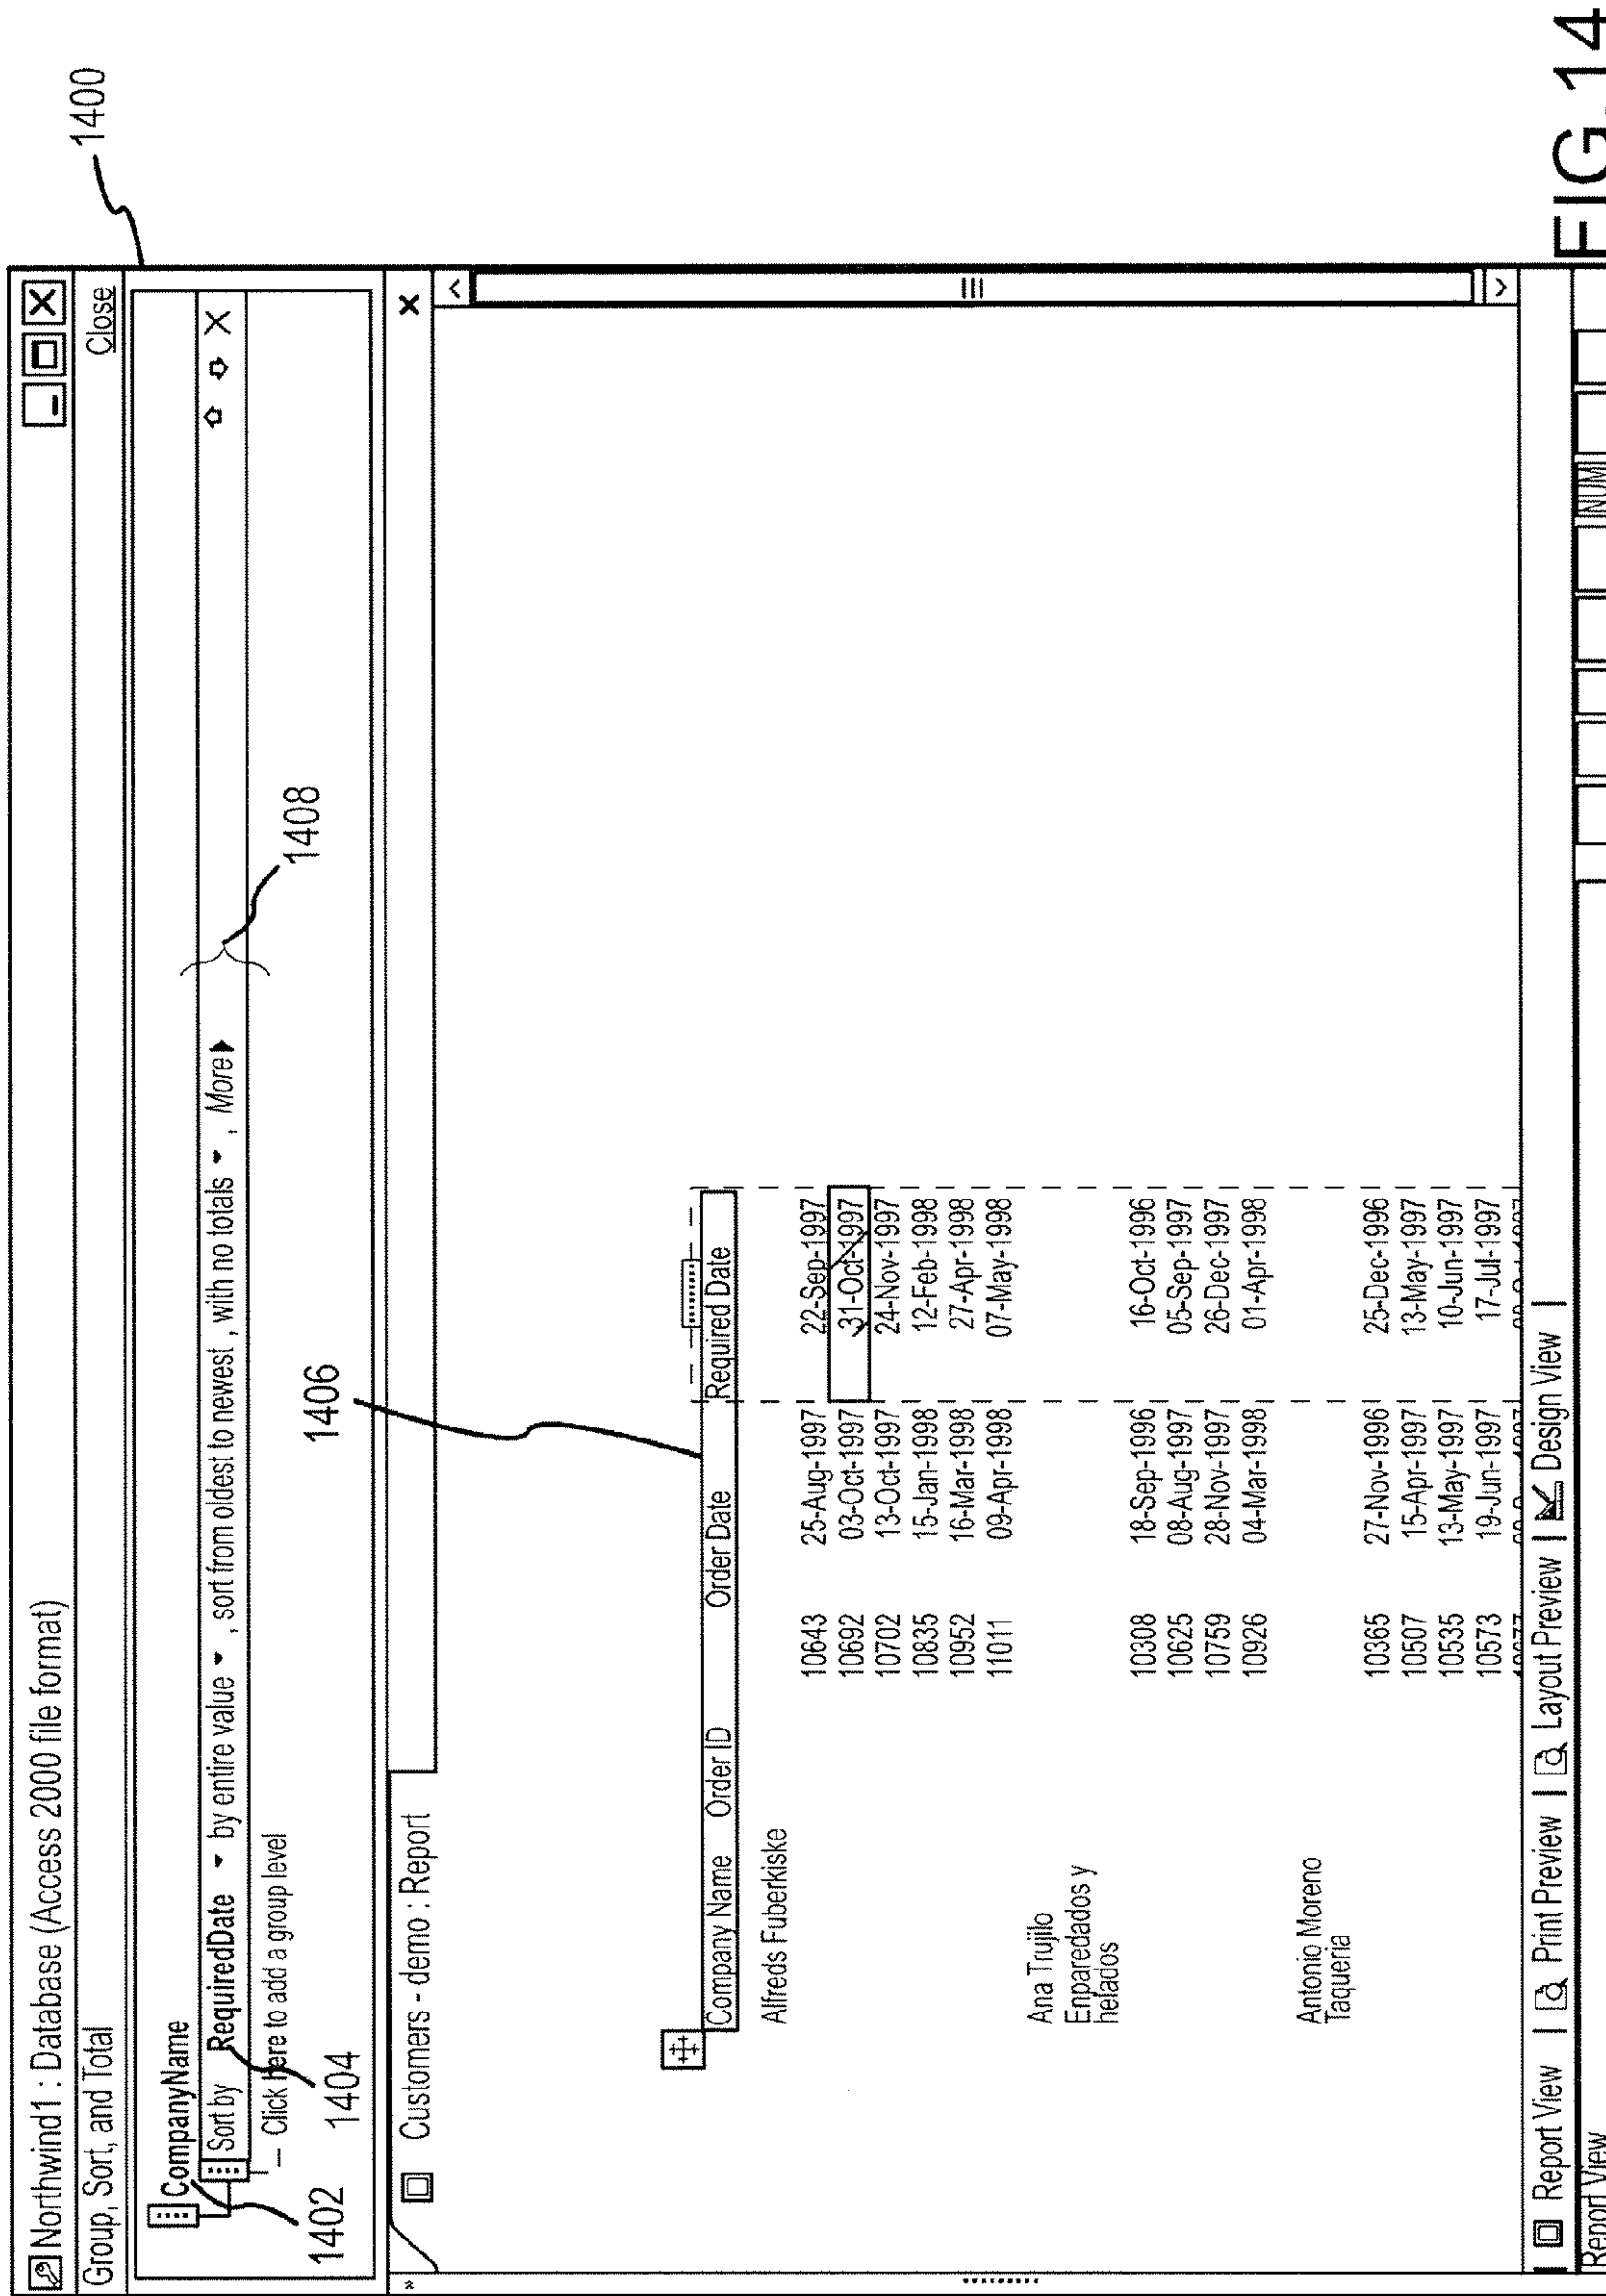 1400
Northwind1 : Database (Access 2000 file format)
Group, Sort, and Total Close
CompanyName
Sort by RequiredDate by entire value , sort from oldest to newest , with no totals , More
Click here to add a group level
1402
1404
1408
1406
Customers - demo : Report
Company Name Order ID Order Date Required Date
Alfreds Fuberkiske
10643 25-Aug-1997 22-Sep-1997
10692 03-Oct-1997 31-Oct-1997
10702 13-Oct-1997 24-Nov-1997
10835 15-Jan-1998 12-Feb-1998
10952 16-Mar-1998 27-Apr-1998
11011 09-Apr-1998 07-May-1998
Ana Trujilo
Enparedados y
helados
10308 18-Sep-1996 16-Oct-1996
10625 08-Aug-1997 05-Sep-1997
10759 28-Nov-1997 26-Dec-1997
10926 04-Mar-1998 01-Apr-1998
Antonio Moreno
Taqueria
10365 27-Nov-1996 25-Dec-1996
10507 15-Apr-1997 13-May-1997
10535 13-May-1997 10-Jun-1997
10573 19-Jun-1997 17-Jul-1997
Report View | Print Preview | Layout Preview | Design View |
Report View NUM
FIG.14